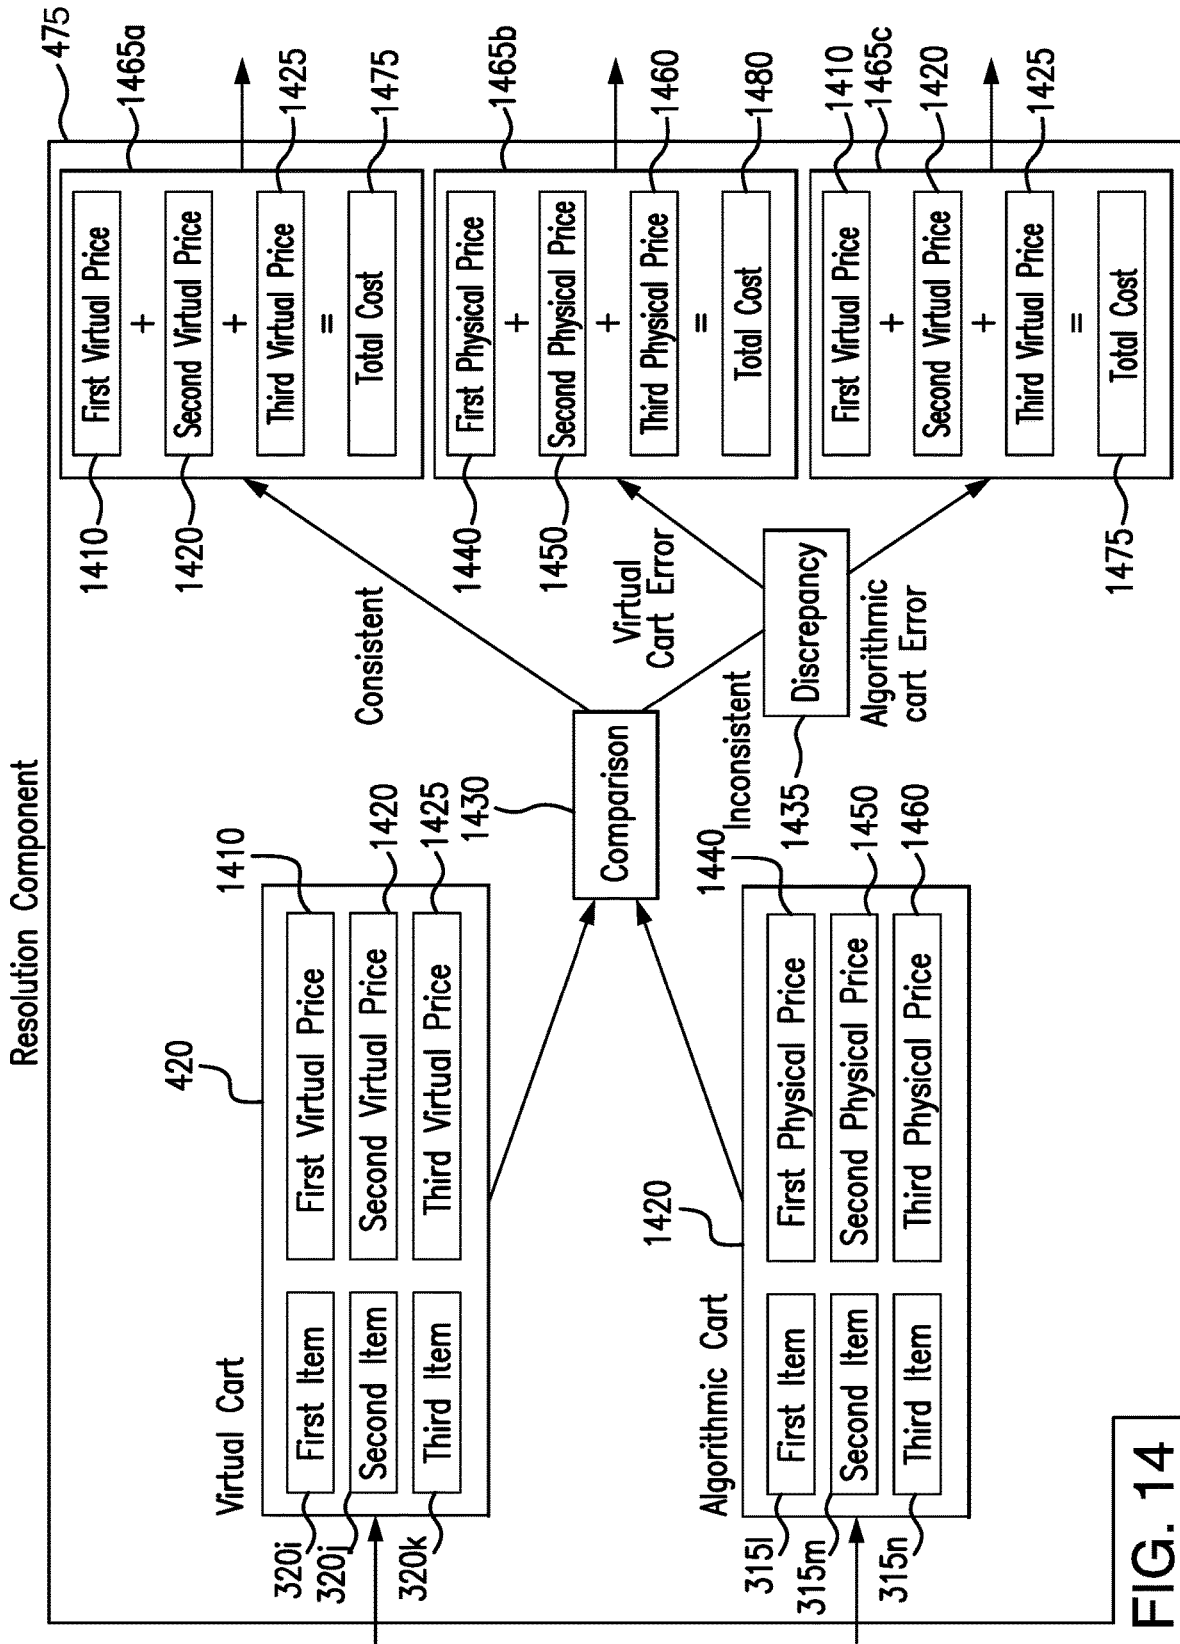 Resolution Component
475
Virtual Cart
420
320i
First Item
First Virtual Price
1410
320j
Second Item
Second Virtual Price
1420
320k
Third Item
Third Virtual Price
1425
Algorithmic Cart
1420
315l
First Item
First Physical Price
1440
315m
Second Item
Second Physical Price
1450
315n
Third Item
Third Physical Price
1460
1430
Comparison
Consistent
Inconsistent
1435
Discrepancy
Virtual
Cart Error
Algorithmic
cart Error
1410
First Virtual Price
1465a
+
1420
Second Virtual Price
+
Third Virtual Price
1425
=
Total Cost
1475
1440
First Physical Price
1465b
+
1450
Second Physical Price
+
Third Physical Price
1460
=
Total Cost
1480
First Virtual Price
1410
1465c
+
Second Virtual Price
1420
+
Third Virtual Price
1425
=
1475
Total Cost
FIG. 14